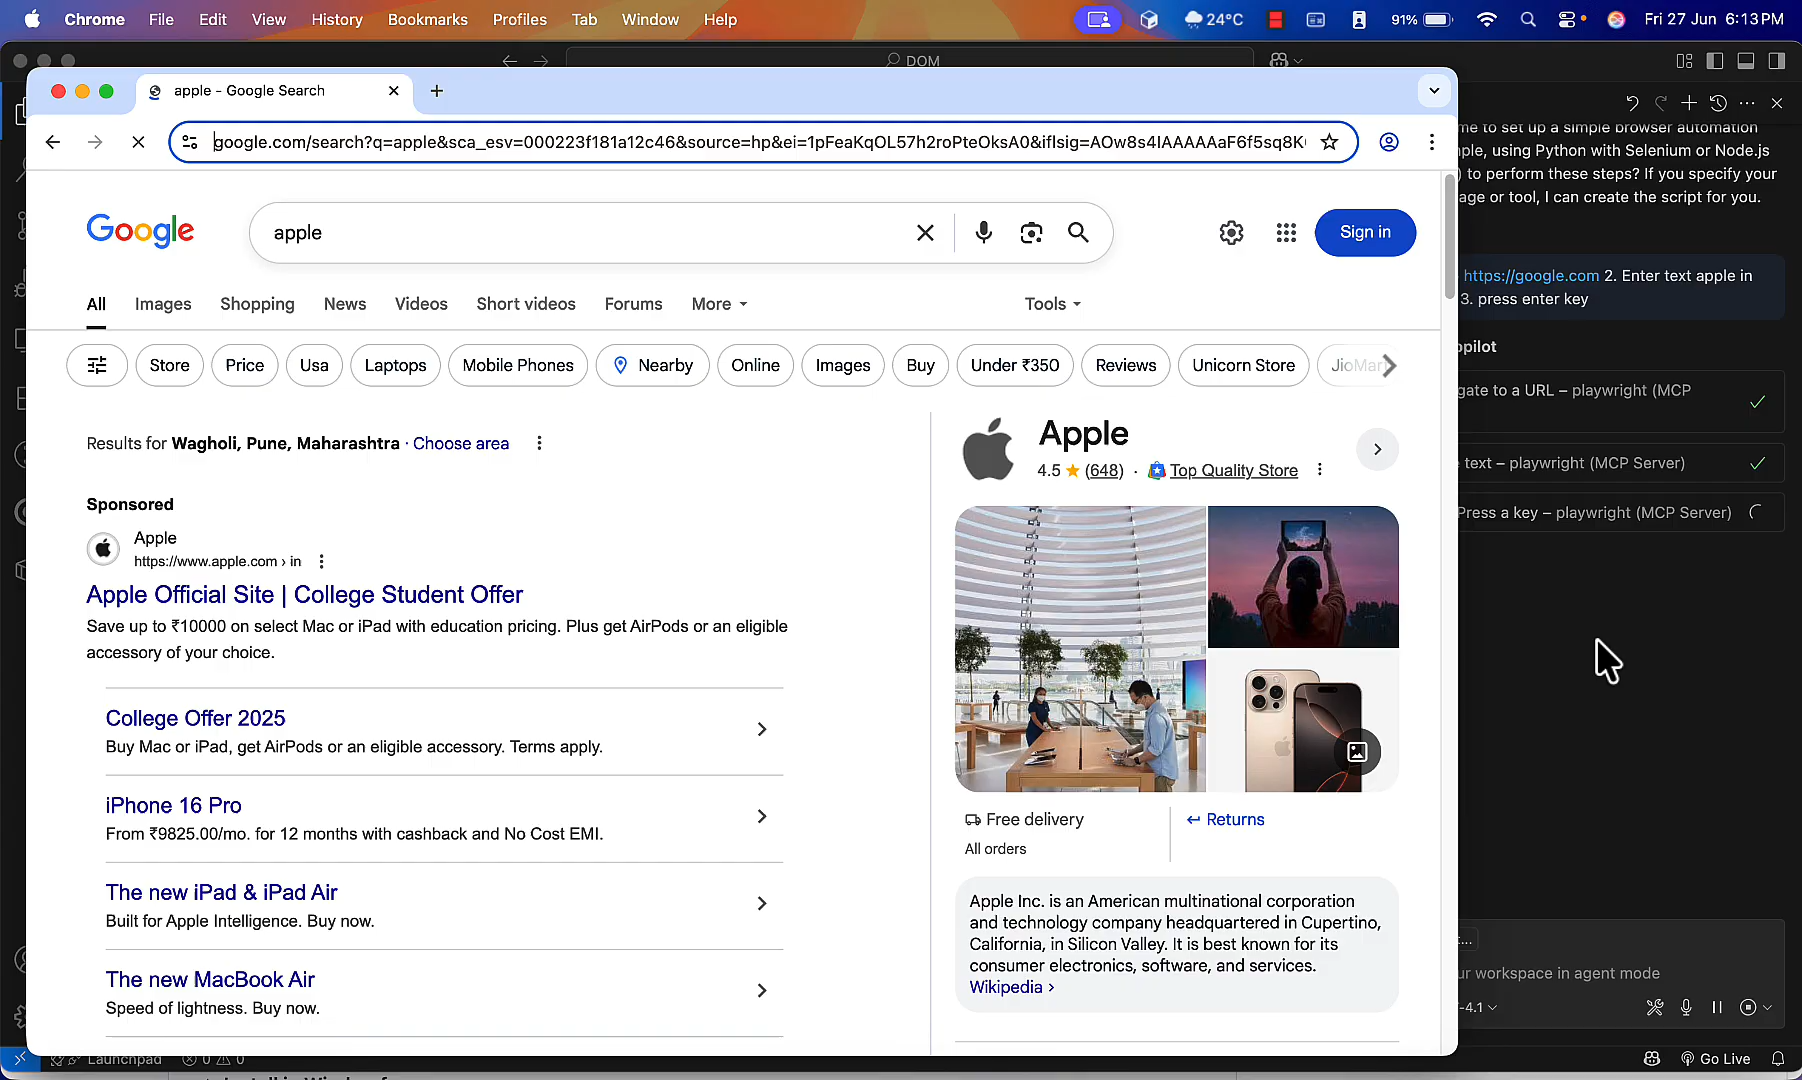 Chrome File Edit View History Bookmarks Profiles Tab Window Help
24°C 91% Fri 27 Jun 6:13PM
DOM
apple - Google Search
google.com/search?q=apple&sca_esv=000223f181a12c46&source=hp&ei=1pFeaKqOL57h2roPteOksA0&iflsig=AOw8s4IAAAAAaF6f5sq8K
Google
apple
Sign in
All Images Shopping News Videos Short videos Forums More Tools
Store Price Usa Laptops Mobile Phones Nearby Online Images Buy Under ₹350 Reviews Unicorn Store JioMar
Results for Wagholi, Pune, Maharashtra · Choose area
Sponsored
Apple
https://www.apple.com › in
Apple Official Site | College Student Offer
Save up to ₹10000 on select Mac or iPad with education pricing. Plus get AirPods or an eligible
accessory of your choice.
College Offer 2025
Buy Mac or iPad, get AirPods or an eligible accessory. Terms apply.
iPhone 16 Pro
From ₹9825.00/mo. for 12 months with cashback and No Cost EMI.
The new iPad & iPad Air
Built for Apple Intelligence. Buy now.
The new MacBook Air
Speed of lightness. Buy now.
Apple
4.5 (648) · Top Quality Store
Free delivery
All orders
Returns
Apple Inc. is an American multinational corporation
and technology company headquartered in Cupertino,
California, in Silicon Valley. It is best known for its
consumer electronics, software, and services.
Wikipedia ›
me to set up a simple browser automation
ple, using Python with Selenium or Node.js
) to perform these steps? If you specify your
age or tool, I can create the script for you.
https://google.com 2. Enter text apple in
3. press enter key
pilot
gate to a URL – playwright (MCP
text – playwright (MCP Server)
Press a key – playwright (MCP Server)
ur workspace in agent mode
-4.1
Launchpad 0 0
Go Live